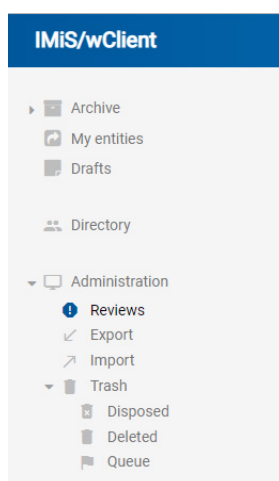 IMiS/wClient
Archive
My entities
Drafts
Directory
Administration
Reviews
Export
Import
Trash
Disposed
Deleted
Queue